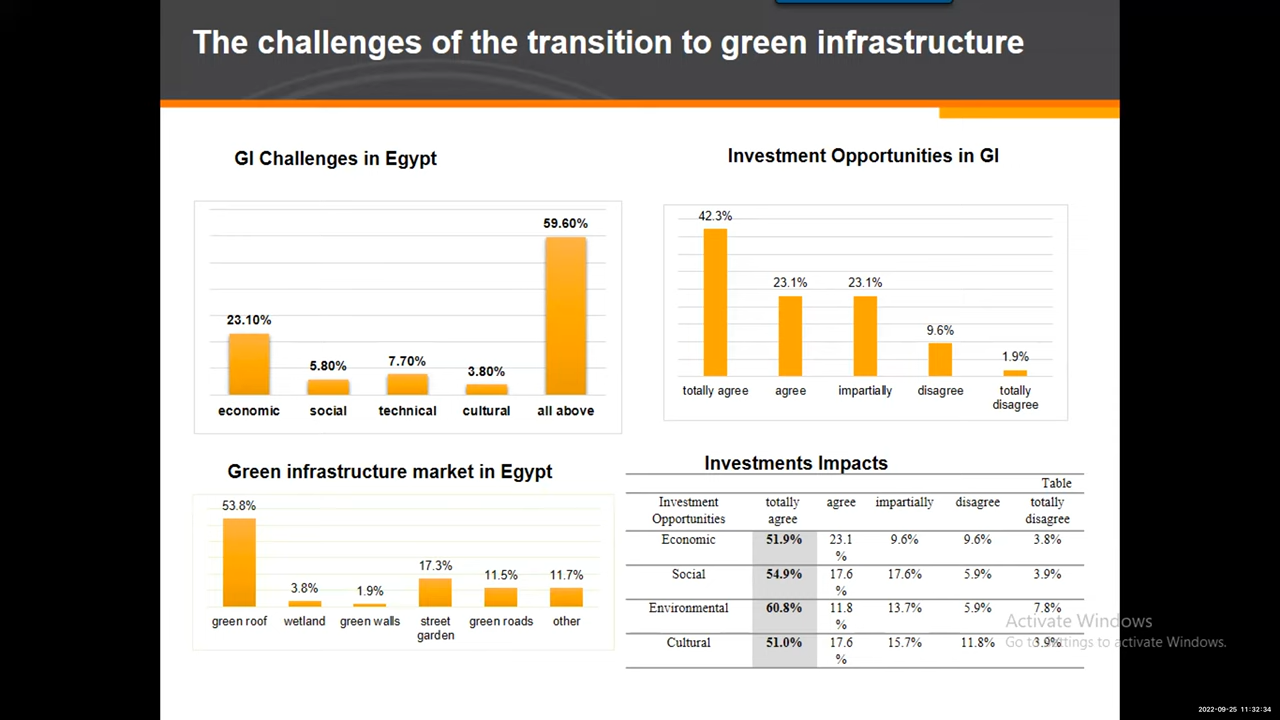 The challenges of the transition to green infrastructure
GI Challenges in Egypt
59.60%
23.10%
5.80%
7.70%
3.80%
economic social technical cultural all above
Investment Opportunities in GI
42.3%
23.1% 23.1%
9.6%
1.9%
totally agree agree impartially disagree totally
disagree
Green infrastructure market in Egypt
53.8%
3.8%
1.9%
17.3%
11.5% 11.7%
green roof wetland green walls street green roads other
garden
Investments Impacts
Table
Investment totally agree impartially disagree totally
Opportunities agree disagree
Economic 51.9% 23.1 9.6% 9.6% 3.8%
%
Social 54.9% 17.6 17.6% 5.9% 3.9%
%
Environmental 60.8% 11.8 13.7% 5.9% 7.8%
%
Cultural 51.0% 17.6 15.7% 11.8% 3.9%
%
Activate Windows
Go to Settings to activate Windows.
2022-09-25 11:32:34